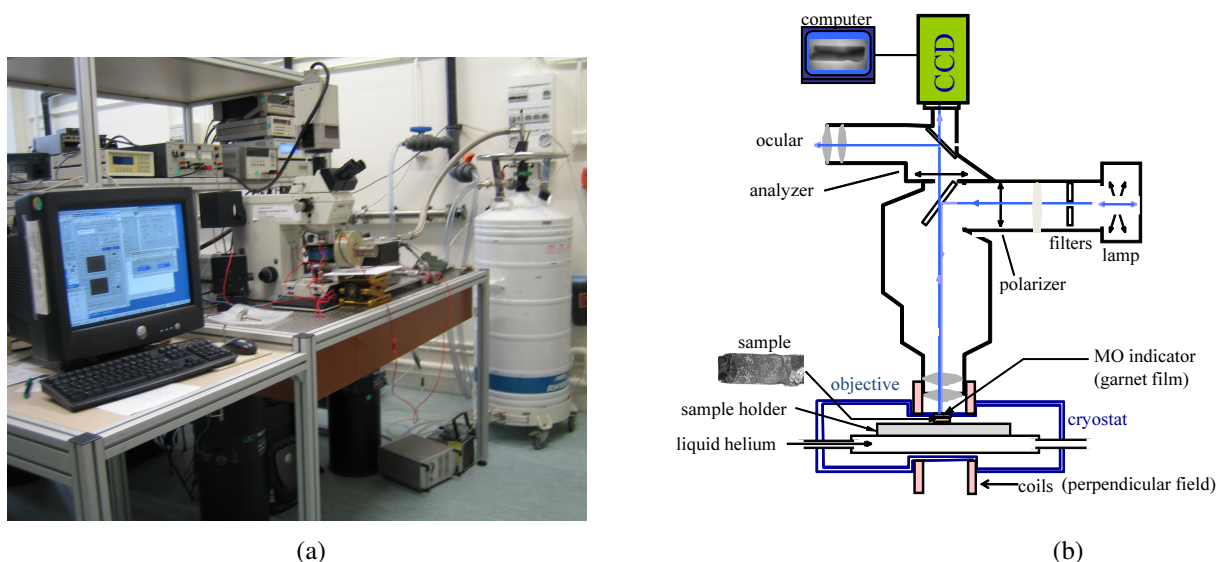 computer
CCD
ocular
analyzer
filters
lamp
polarizer
sample
MO indicator
(garnet film)
objective
sample holder
cryostat
liquid helium
coils (perpendicular field)
(a)
(b)